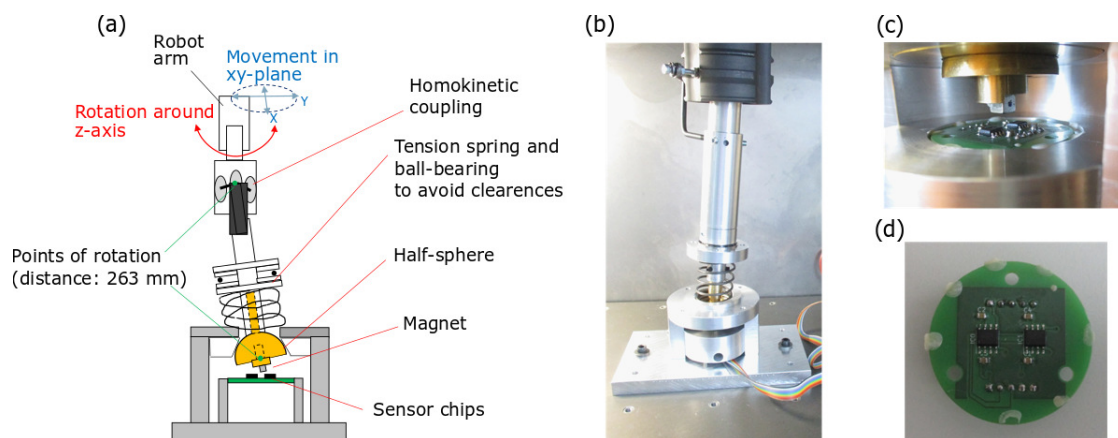 (a)
Robot
arm
Movement in
xy-plane
Y
X
Rotation around
z-axis
Homokinetic
coupling
Tension spring and
ball-bearing
to avoid clearences
Points of rotation
(distance: 263 mm)
Half-sphere
Magnet
Sensor chips
(b)
(c)
(d)